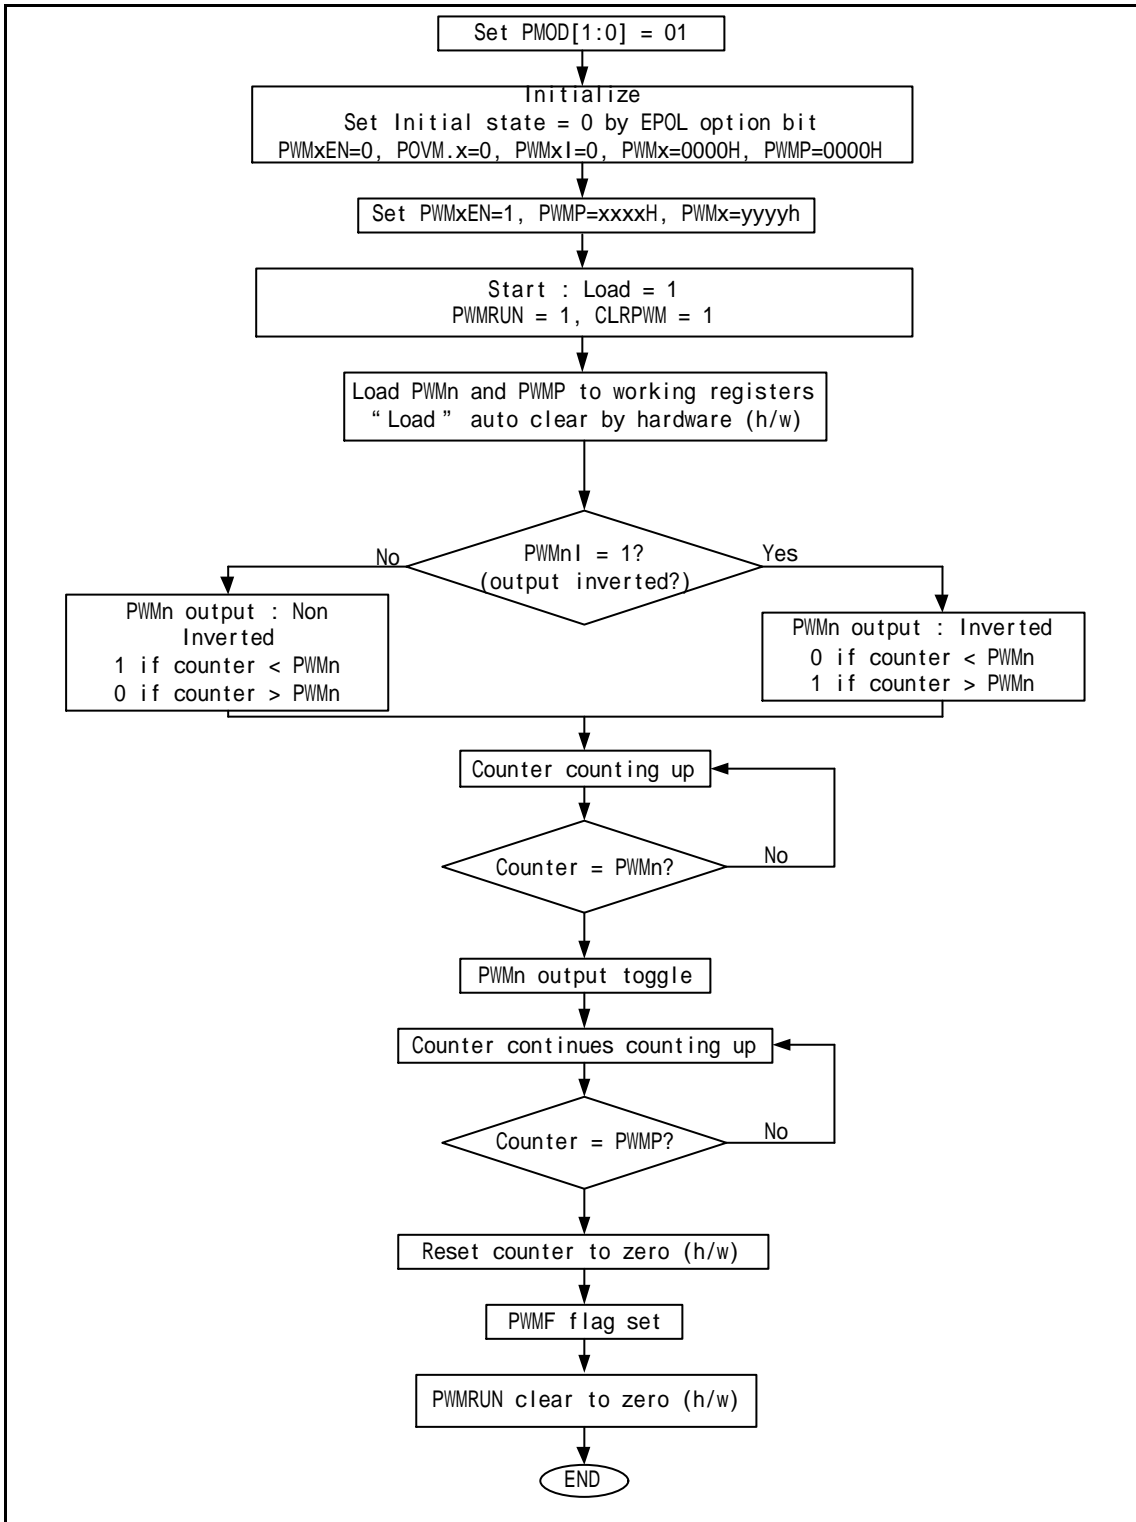 Set PMOD[1:0] = 01
Initialize
Set Initial state = 0 by EPOL option bit
PWMxEN=0, POVM.x=0, PWMxI=0, PWMx=0000H, PWMP=0000H
Set PWMxEN=1, PWMP=xxxxH, PWMx=yyyyh
Start : Load = 1
PWMRUN = 1, CLRPWM = 1
Load PWMn and PWMP to working registers
“Load” auto clear by hardware (h/w)
PWMnI = 1?
(output inverted?)
No
Yes
PWMn output : Non
Inverted
1 if counter < PWMn
0 if counter > PWMn
PWMn output : Inverted
0 if counter < PWMn
1 if counter > PWMn
Counter counting up
Counter = PWMn?
No
PWMn output toggle
Counter continues counting up
Counter = PWMP?
No
Reset counter to zero (h/w)
PWMF flag set
PWMRUN clear to zero (h/w)
END